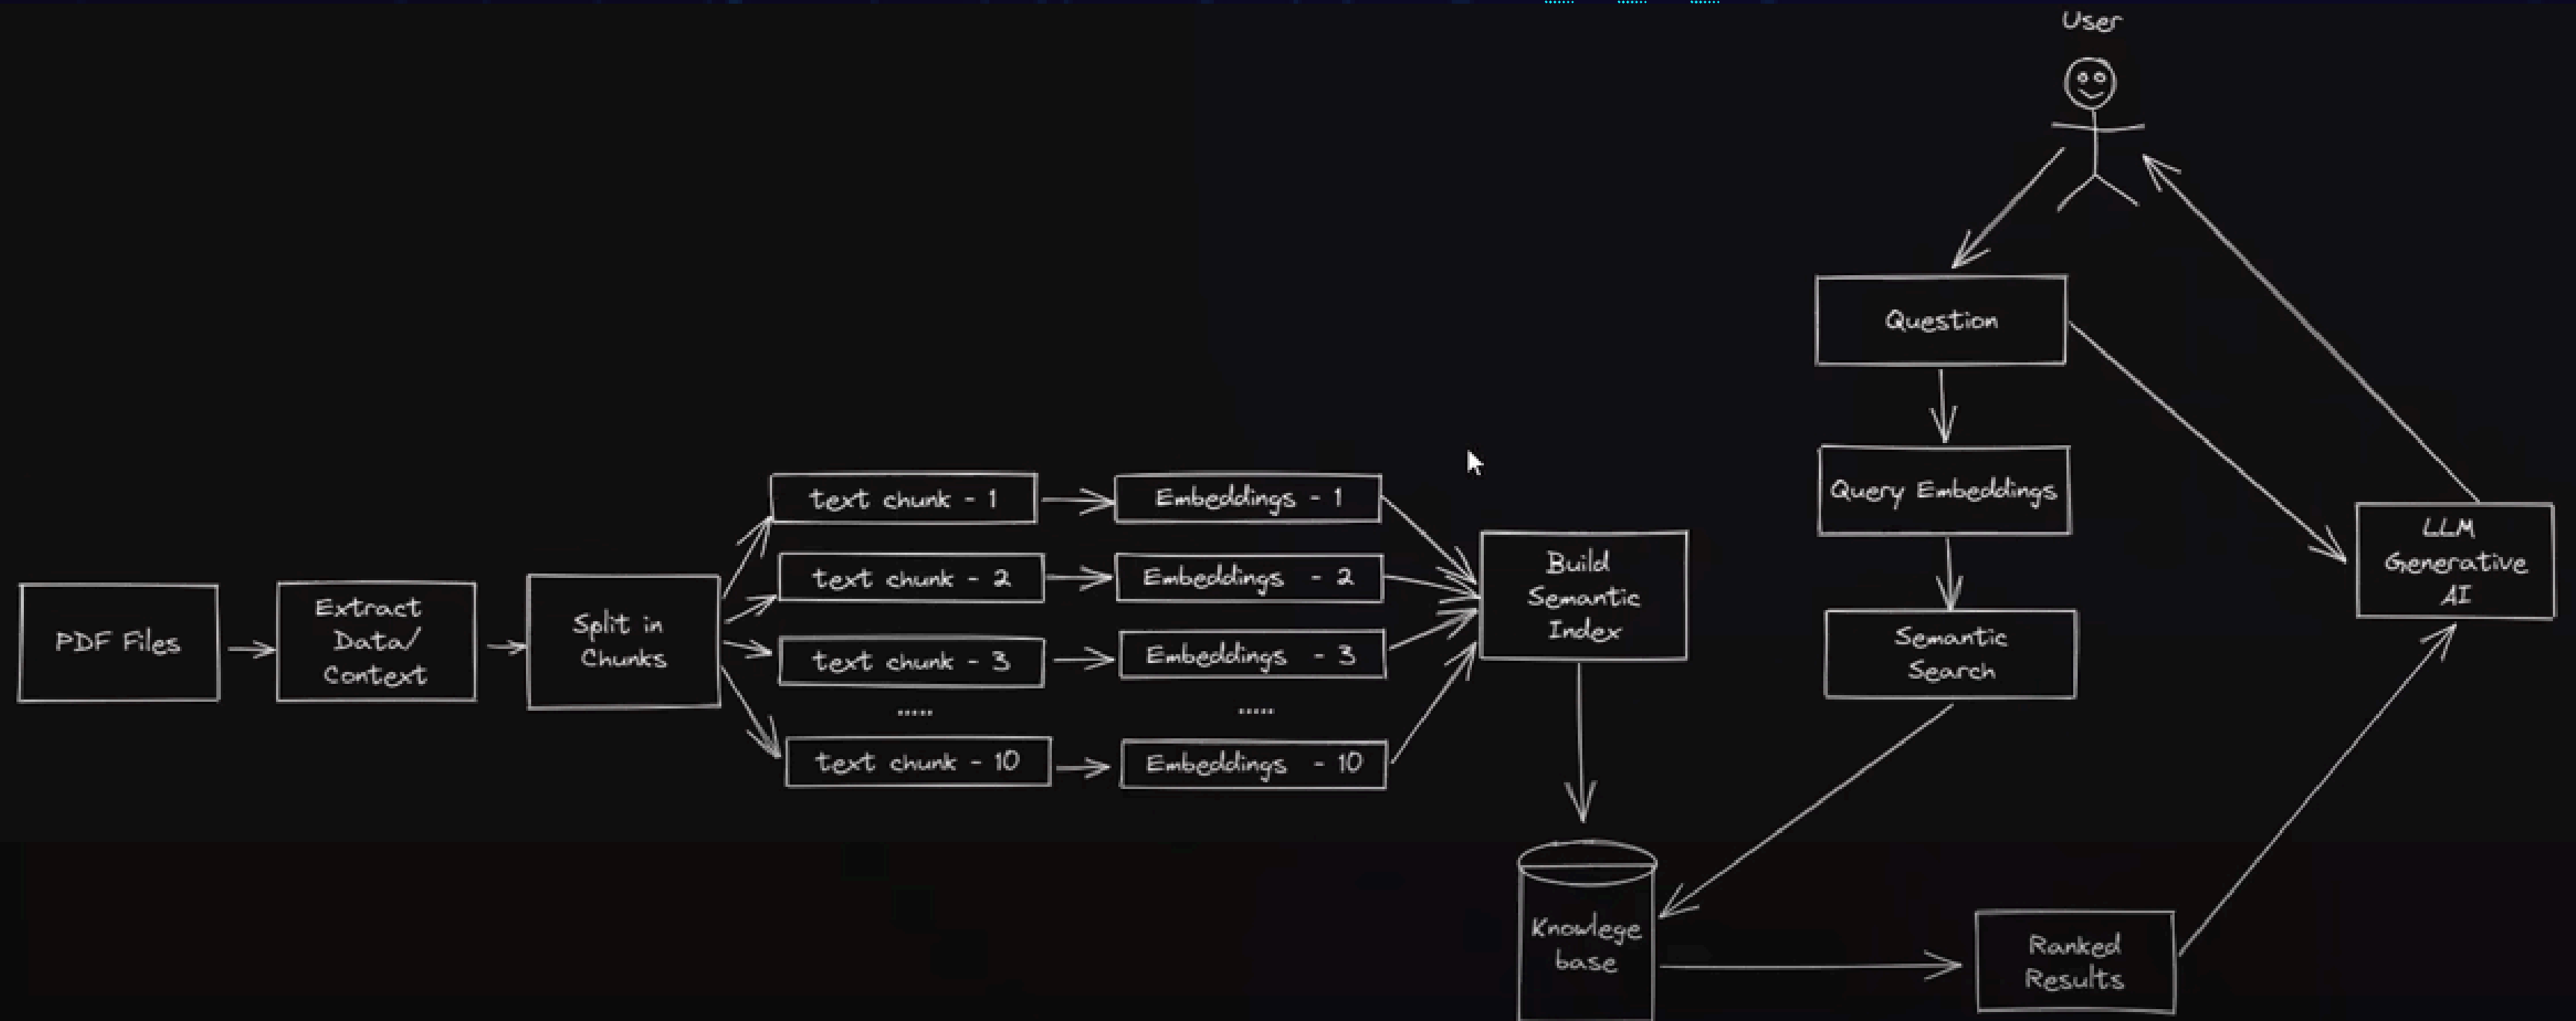 User
Question
Query Embeddings
Semantic
Search
LLM
Generative
AI
PDF Files
Extract
Data/
Context
Split in
Chunks
text chunk - 1
text chunk - 2
text chunk - 3
.....
text chunk - 10
Embeddings - 1
Embeddings - 2
Embeddings - 3
.....
Embeddings - 10
Build
Semantic
Index
Knowlege
base
Ranked
Results